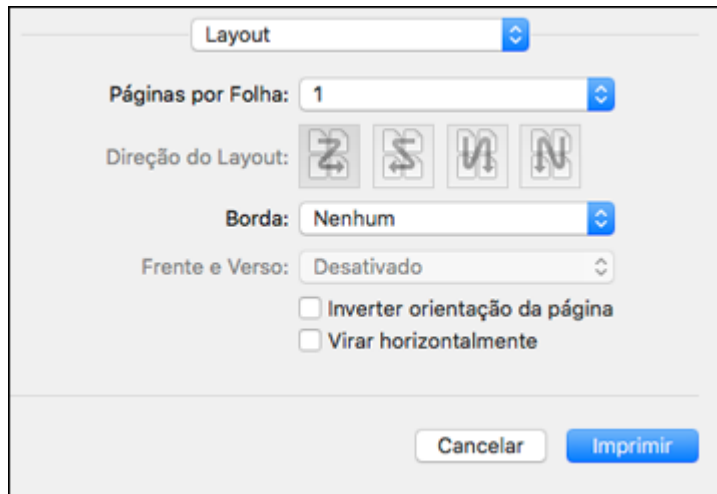 Layout
Páginas por Folha: 1
Direção do Layout:
Borda: Nenhum
Frente e Verso: Desativado
Inverter orientação da página
Virar horizontalmente
Cancelar Imprimir